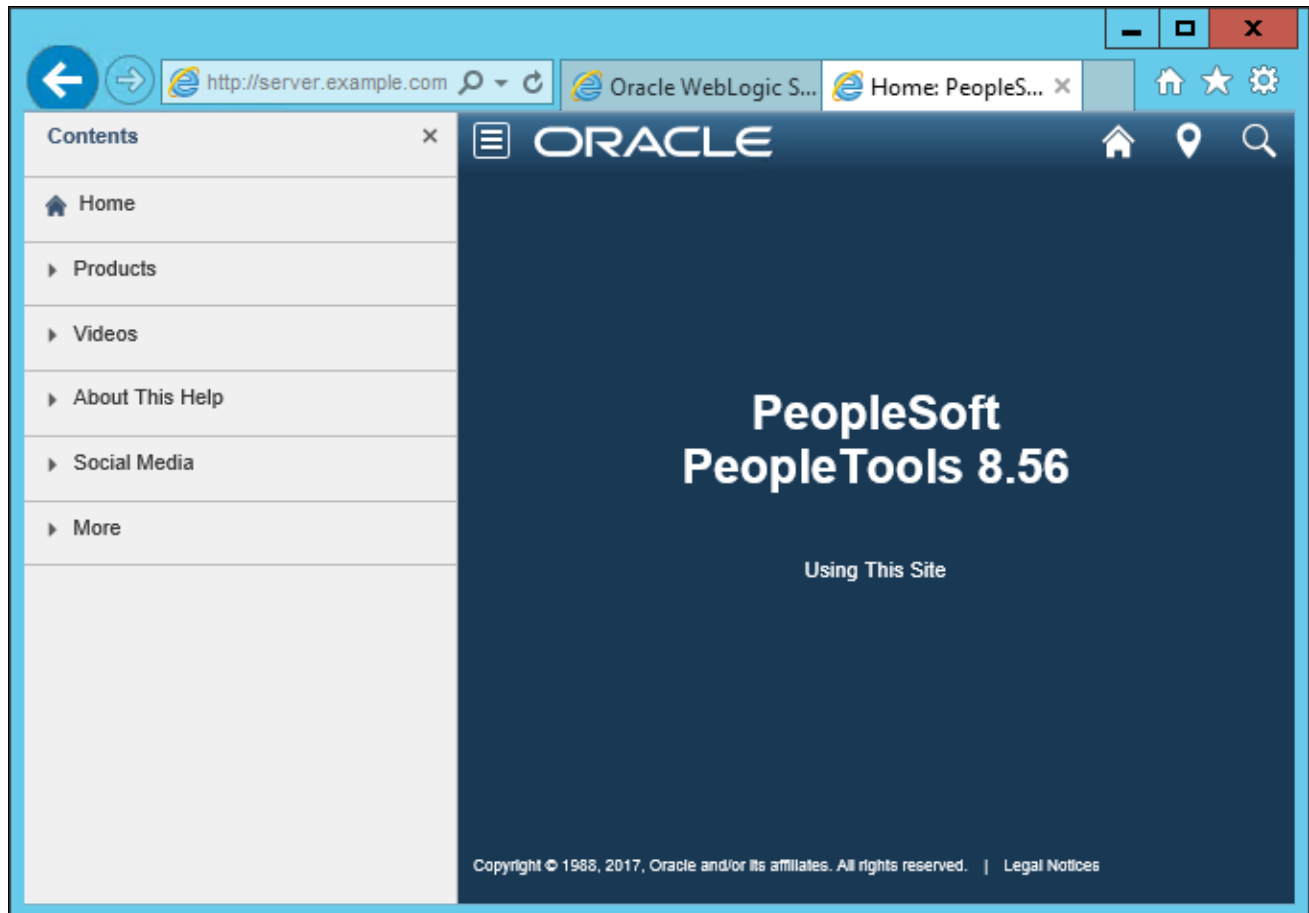 http://server.example.com
Oracle WebLogic S...
Home: PeopleS...
Contents
Home
Products
Videos
About This Help
Social Media
More
ORACLE
PeopleSoft
PeopleTools 8.56
Using This Site
Copyright © 1988, 2017, Oracle and/or its affiliates. All rights reserved. | Legal Notices